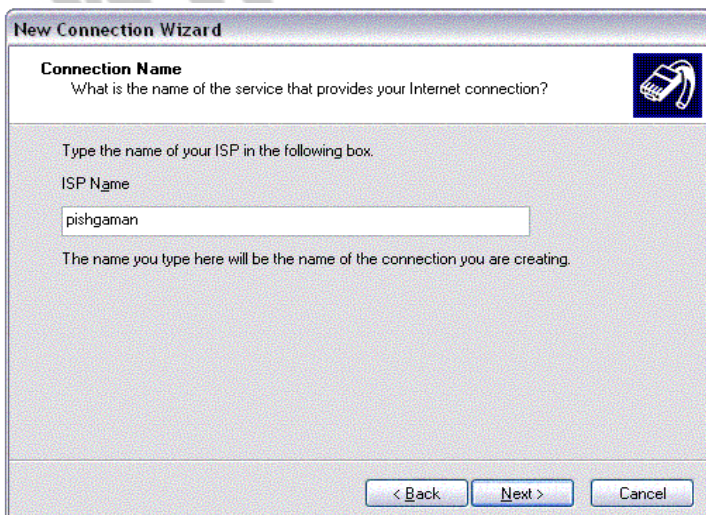 New Connection Wizard
Connection Name
What is the name of the service that provides your Internet connection?
Type the name of your ISP in the following box.
ISP Name
pishgaman
The name you type here will be the name of the connection you are creating.
< Back
Next >
Cancel